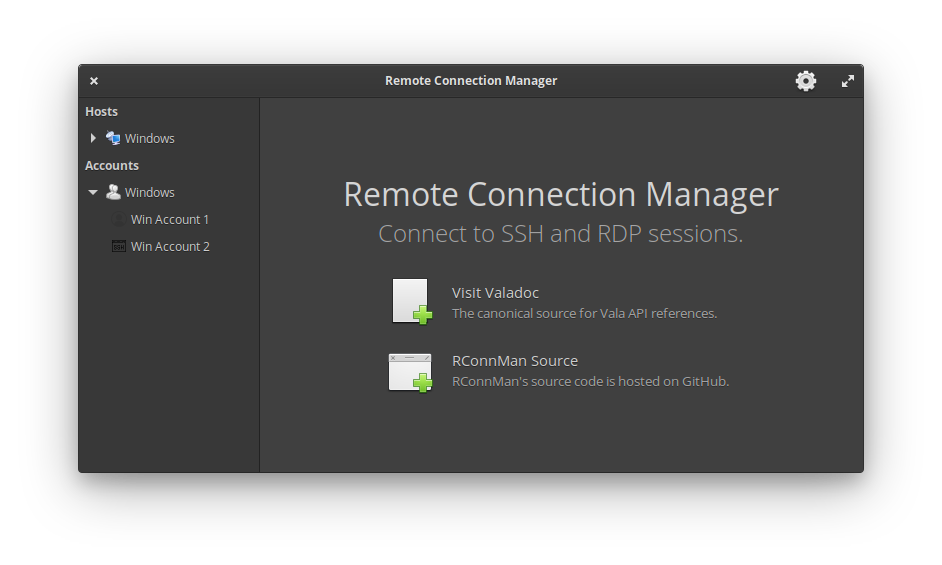 Remote Connection Manager
Hosts
Windows
Accounts
Windows
Win Account 1
Win Account 2
Remote Connection Manager
Connect to SSH and RDP sessions.
Visit Valadoc
The canonical source for Vala API references.
RConnMan Source
RConnMan's source code is hosted on GitHub.